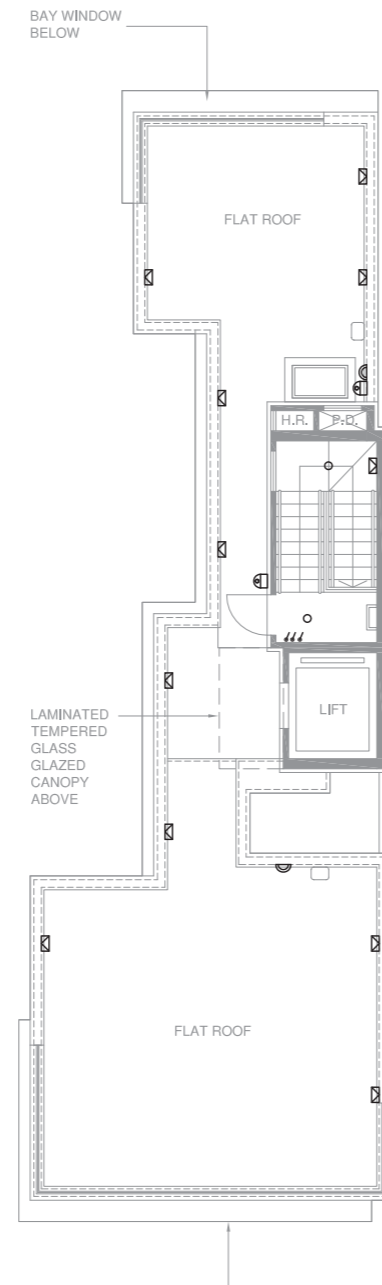 BAY WINDOW
BELOW
FLAT ROOF
H.R.
P.D.
LIFT
LAMINATED
TEMPERED
GLASS
GLAZED
CANOPY
ABOVE
FLAT ROOF